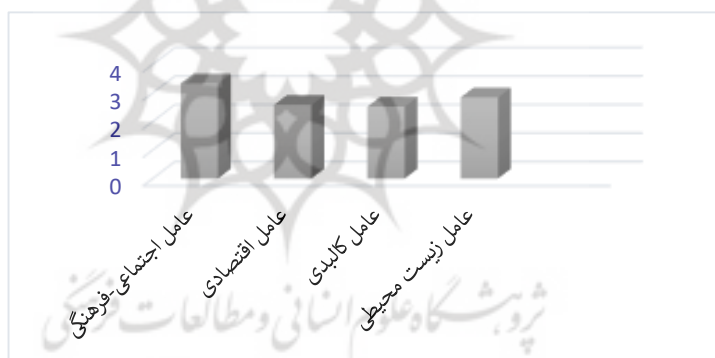 4
3
2
1
0
عامل اجتماعی-فرهنگی
عامل اقتصادی
عامل کالبدی
عامل زیست محیطی
پژوهشگاه علوم انسانی و مطالعات فرهنگی